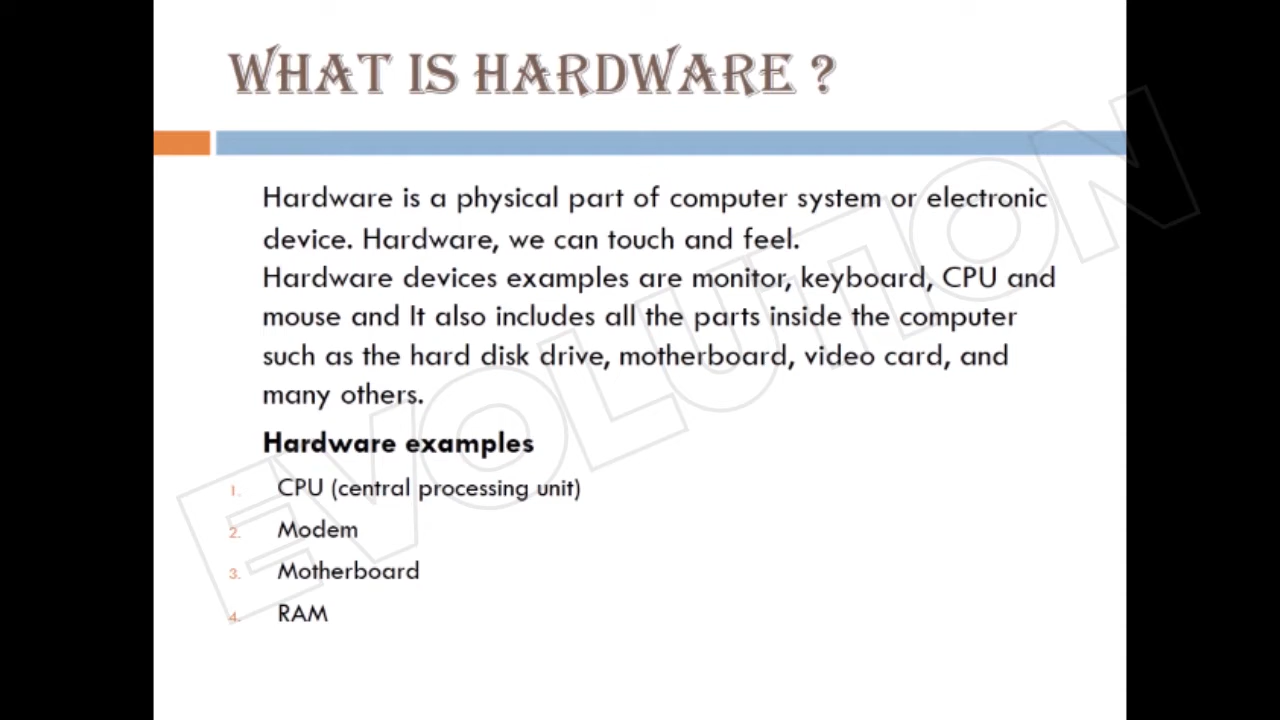 WHAT IS HARDWARE ?
Hardware is a physical part of computer system or electronic
device. Hardware, we can touch and feel.
Hardware devices examples are monitor, keyboard, CPU and
mouse and It also includes all the parts inside the computer
such as the hard disk drive, motherboard, video card, and
many others.
Hardware examples
1. CPU (central processing unit)
2. Modem
3. Motherboard
4. RAM
EVOLUTION